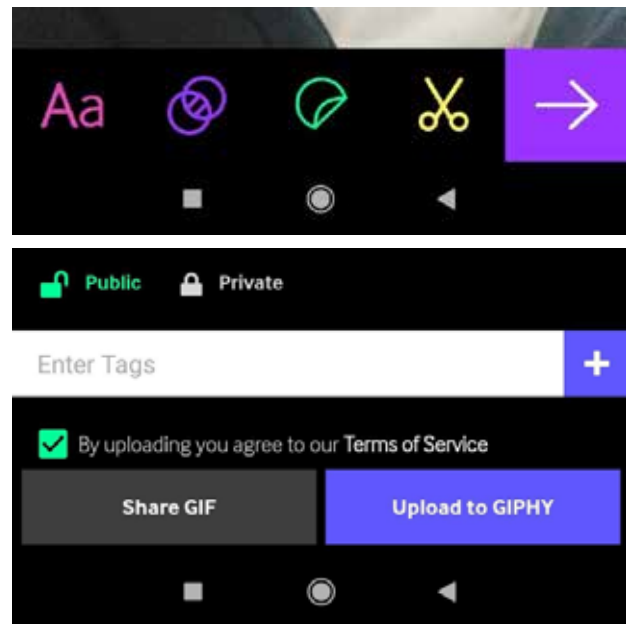 Aa
Public Private
Enter Tags
By uploading you agree to our Terms of Service
Share GIF Upload to GIPHY